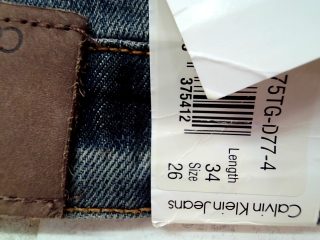 75TG-D77-4
375412
Length 34
Size 26
Calvin Klein Jeans